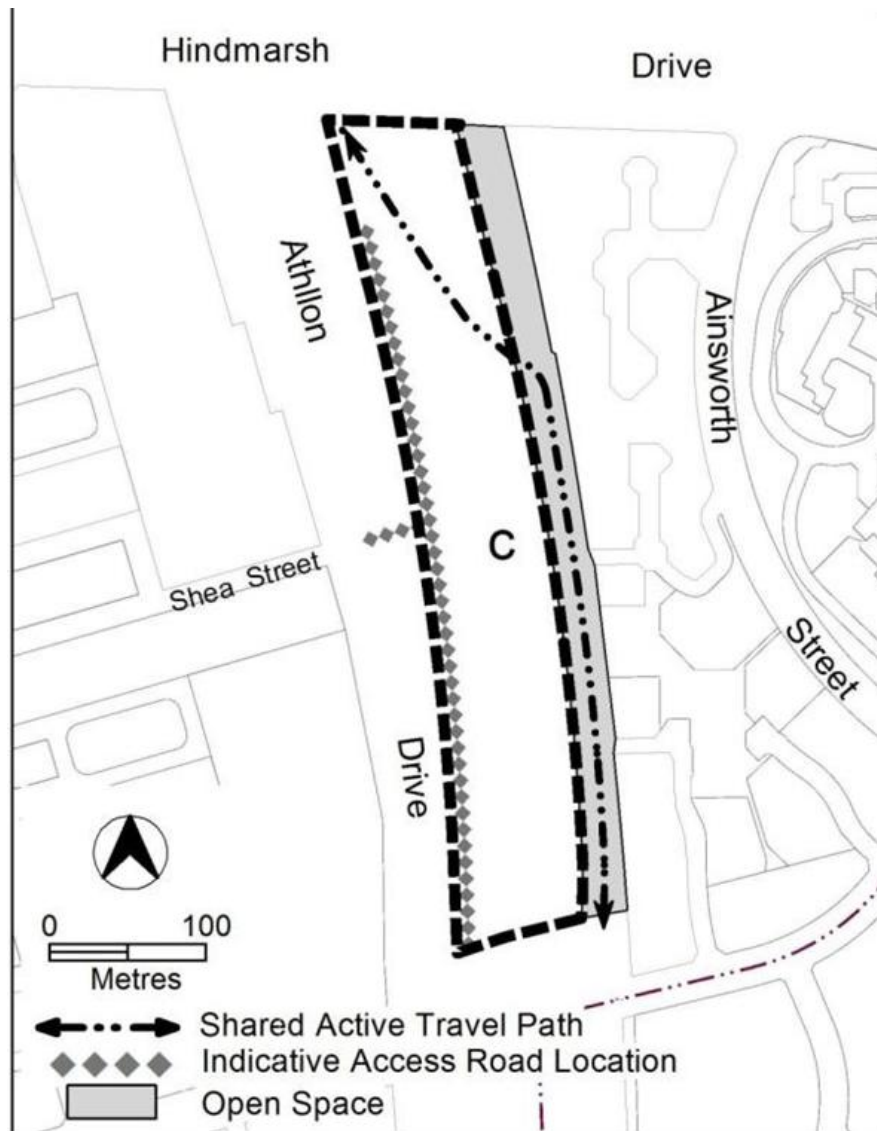 Hindmarsh
Drive
Athllon
Ainsworth
C
Shea Street
Street
Drive
0 100
Metres
Shared Active Travel Path
Indicative Access Road Location
Open Space